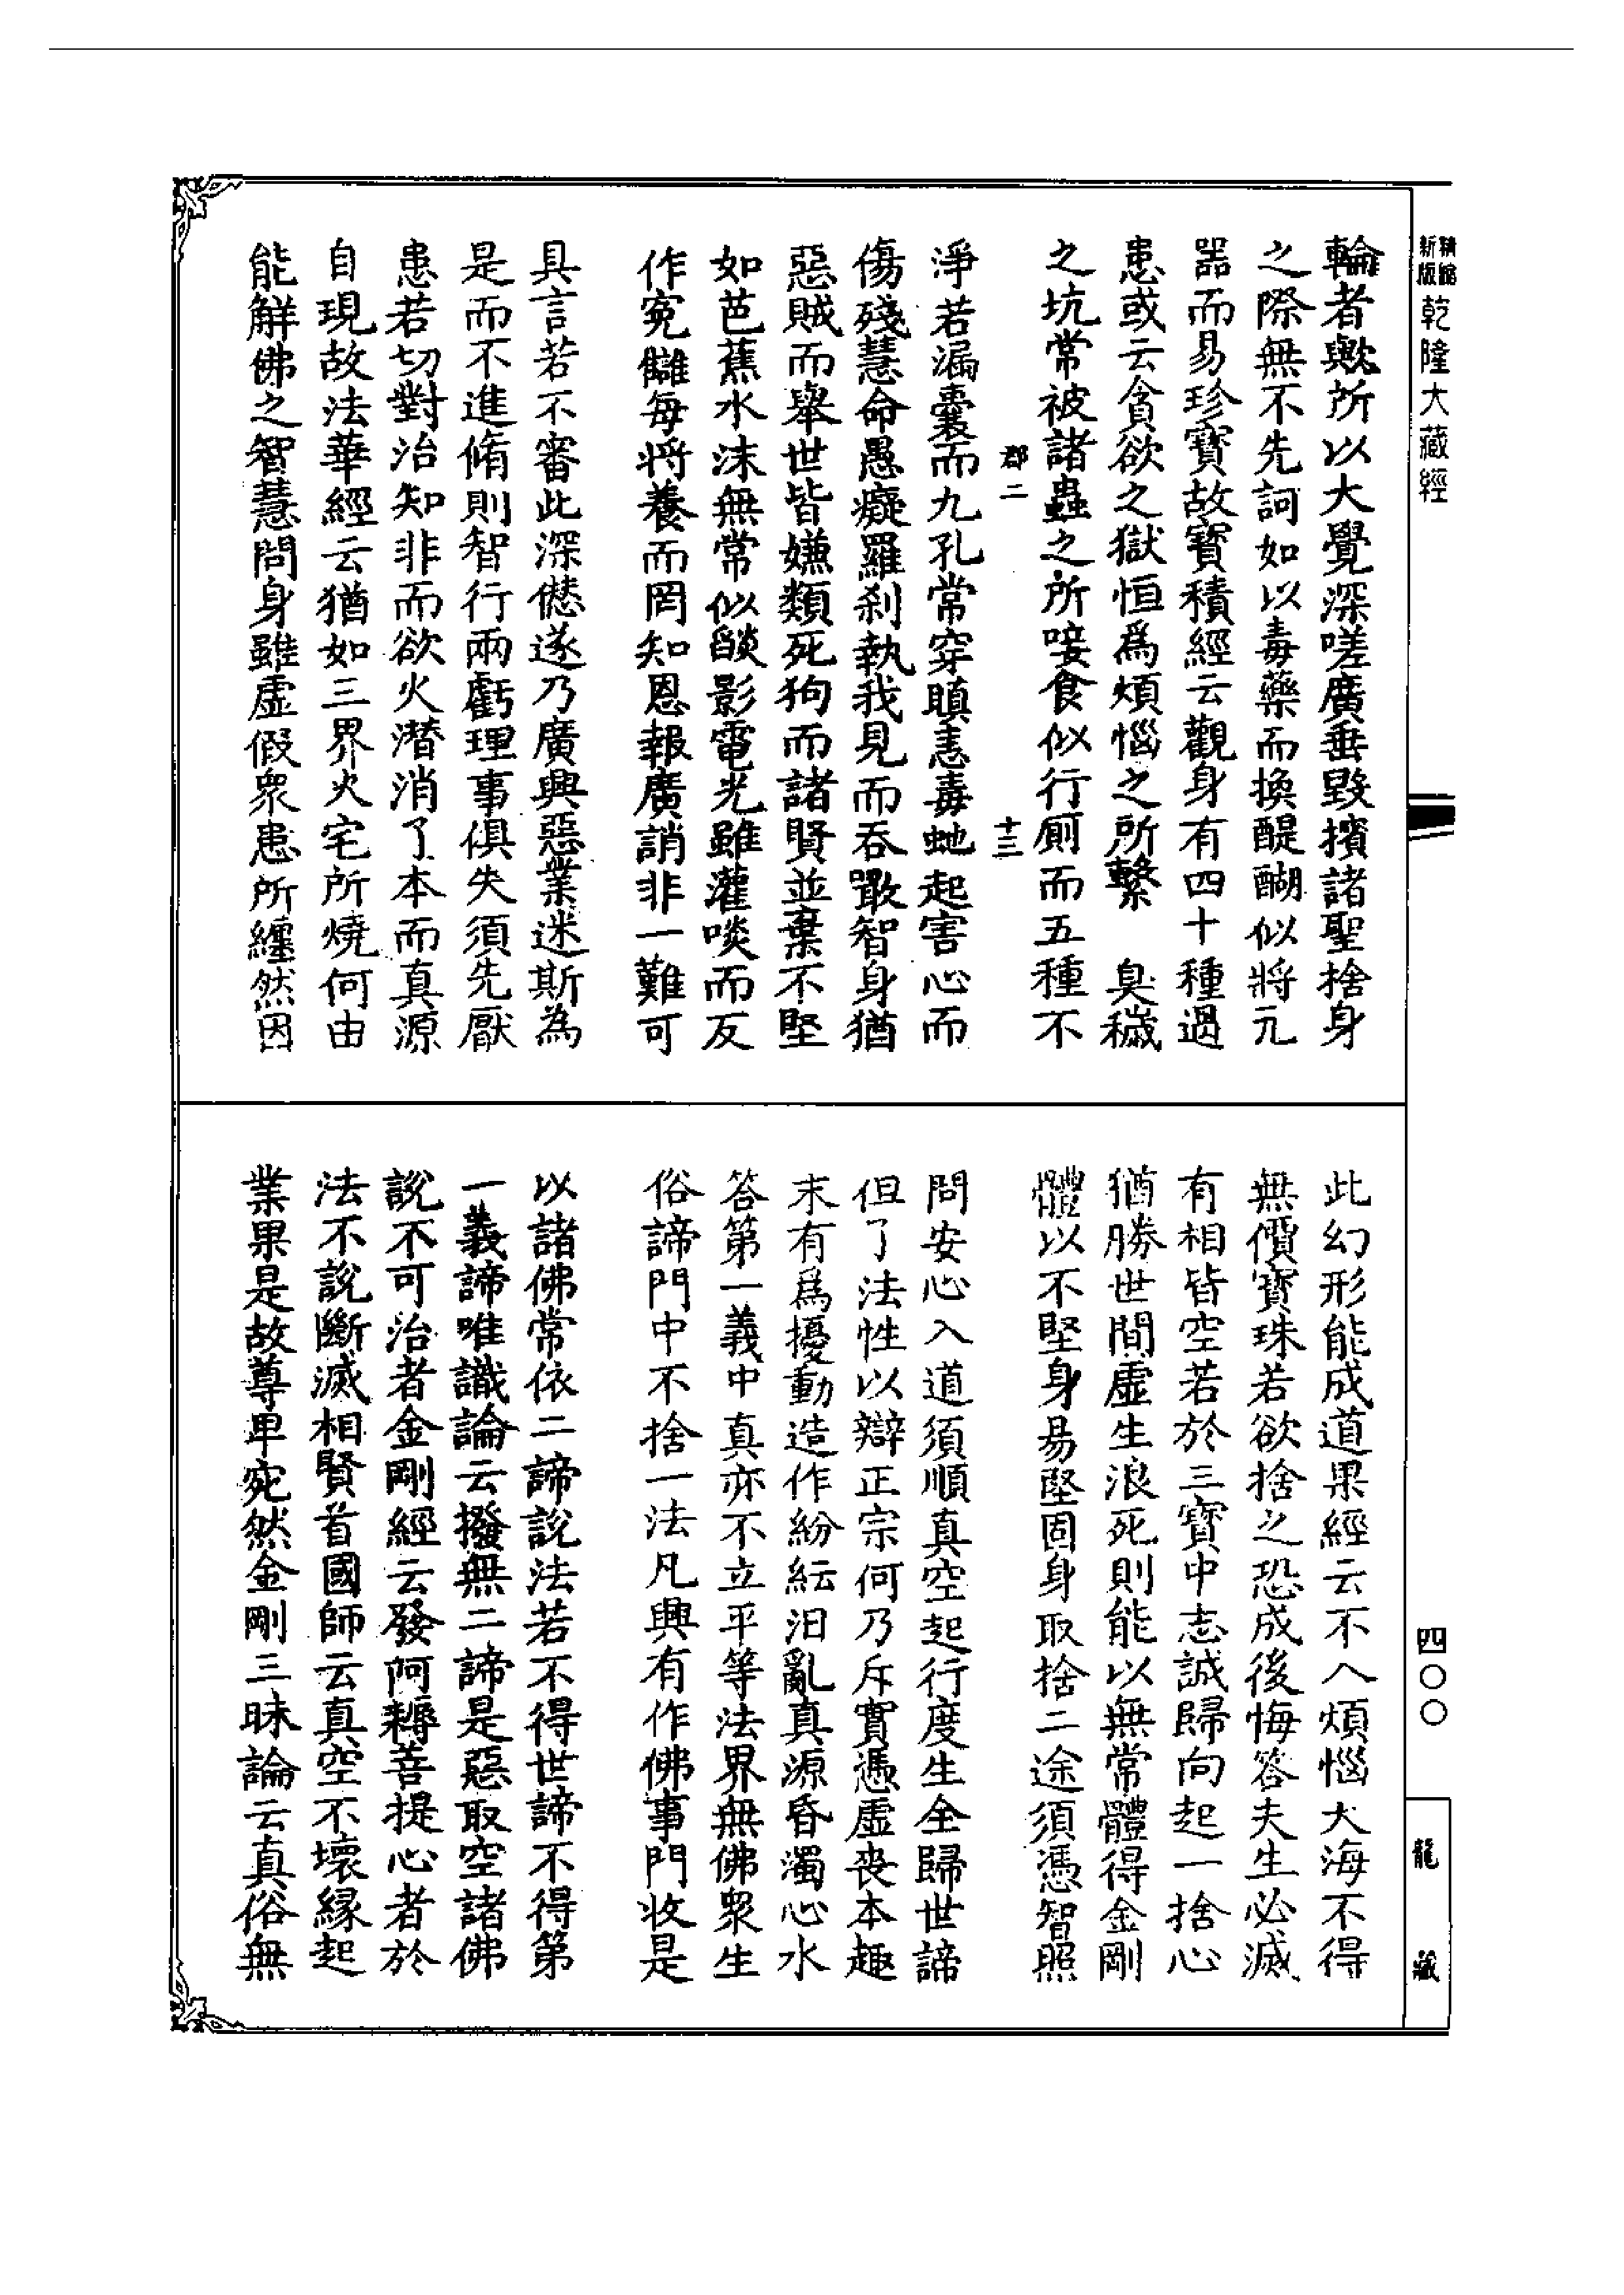 精縮
新版
乾隆大藏經
輪者歟所以大覺深嗟廣垂毀擯諸聖捨身
之際無不先訶如以毒藥而換醍醐似將兀
器而易珍寶故寶積經云觀身有四十種過
患或云貪欲之獄恒爲煩惱之所繫 臭穢
之坑常被諸蟲之所唼食似行廁而五種不
郡二 十三
淨若漏囊而九孔常穿瞋恚毒虵起害心而
傷殘慧命愚癡羅剎執我見而吞噉智身猶
惡賊而舉世皆嫌類死狗而諸賢並棄不堅
如芭蕉水沫無常似𦦨影電光雖灌啖而反
作寃讎每將養而罔知恩報廣誚非一難可
具言若不審此深僽遂乃廣興惡業迷斯為
是而不進脩則智行兩虧理事俱失須先厭
患若切對治知非而欲火潛消了本而真源
自現故法華經云猶如三界火宅所燒何由
能解佛之智慧問身雖虛假衆患所纏然因
此幻形能成道果經云不入煩惱大海不得
無價寶珠若欲捨之恐成後悔答夫生必滅
有相皆空若於三寶中志誠歸向起一捨心
猶勝世間虛生浪死則能以無常體得金剛
體以不堅身易堅固身取捨二途須憑智照
問安心入道須順真空起行度生全歸世諦
但了法性以辯正宗何乃斥實憑虛喪本趣
末有爲擾動造作紛紜汨亂真源昏濁心水
答第一義中真亦不立平等法界無佛衆生
俗諦門中不捨一法凡興有作佛事門收是
以諸佛常依二諦說法若不得世諦不得第
一義諦唯識論云撥無二諦是惡取空諸佛
說不可治者金剛經云發阿耨菩提心者於
法不說斷滅相賢首國師云真空不壞緣起
業果是故尊卑宛然金剛三昧論云真俗無
四〇〇
龍藏